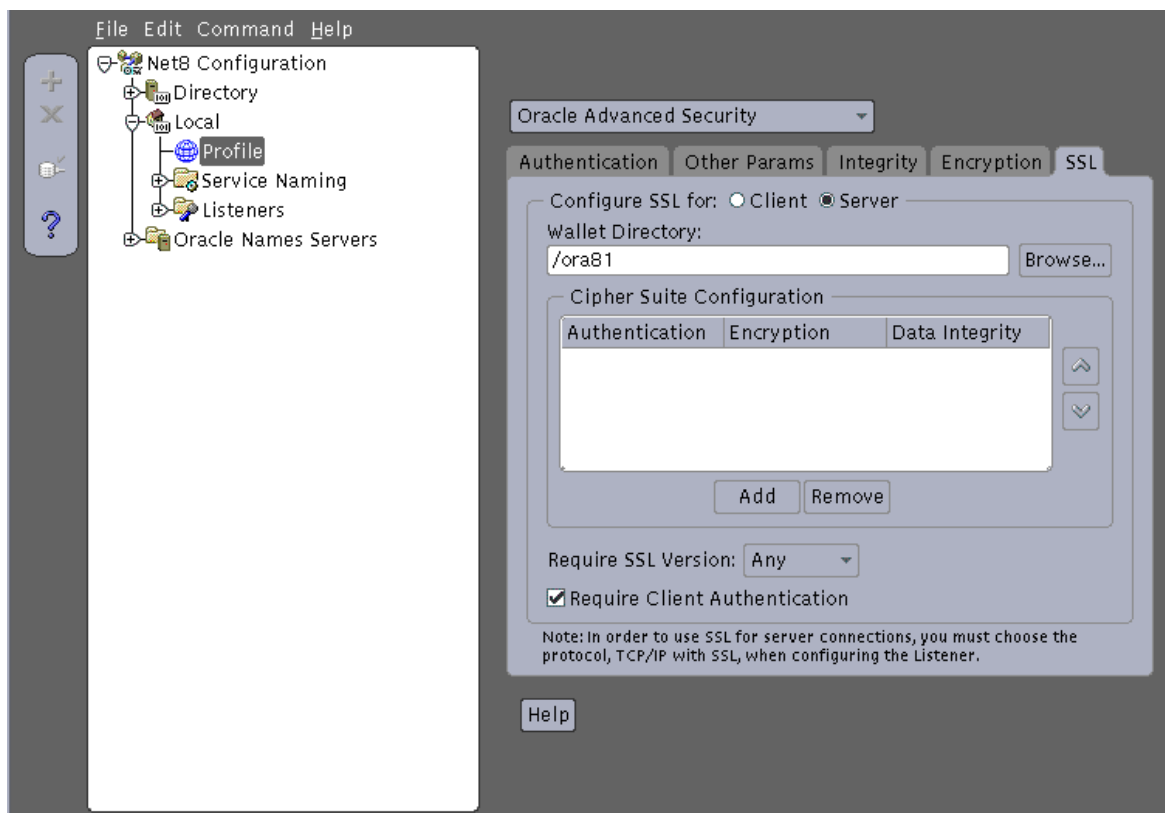 File Edit Command Help
Net8 Configuration
Directory
Local
Profile
Service Naming
Listeners
Oracle Names Servers
Oracle Advanced Security
Authentication Other Params Integrity Encryption SSL
Configure SSL for: Client Server
Wallet Directory:
/ora81 Browse...
Cipher Suite Configuration
Authentication Encryption Data Integrity
Add Remove
Require SSL Version: Any
Require Client Authentication
Note: In order to use SSL for server connections, you must choose the
protocol, TCP/IP with SSL, when configuring the Listener.
Help